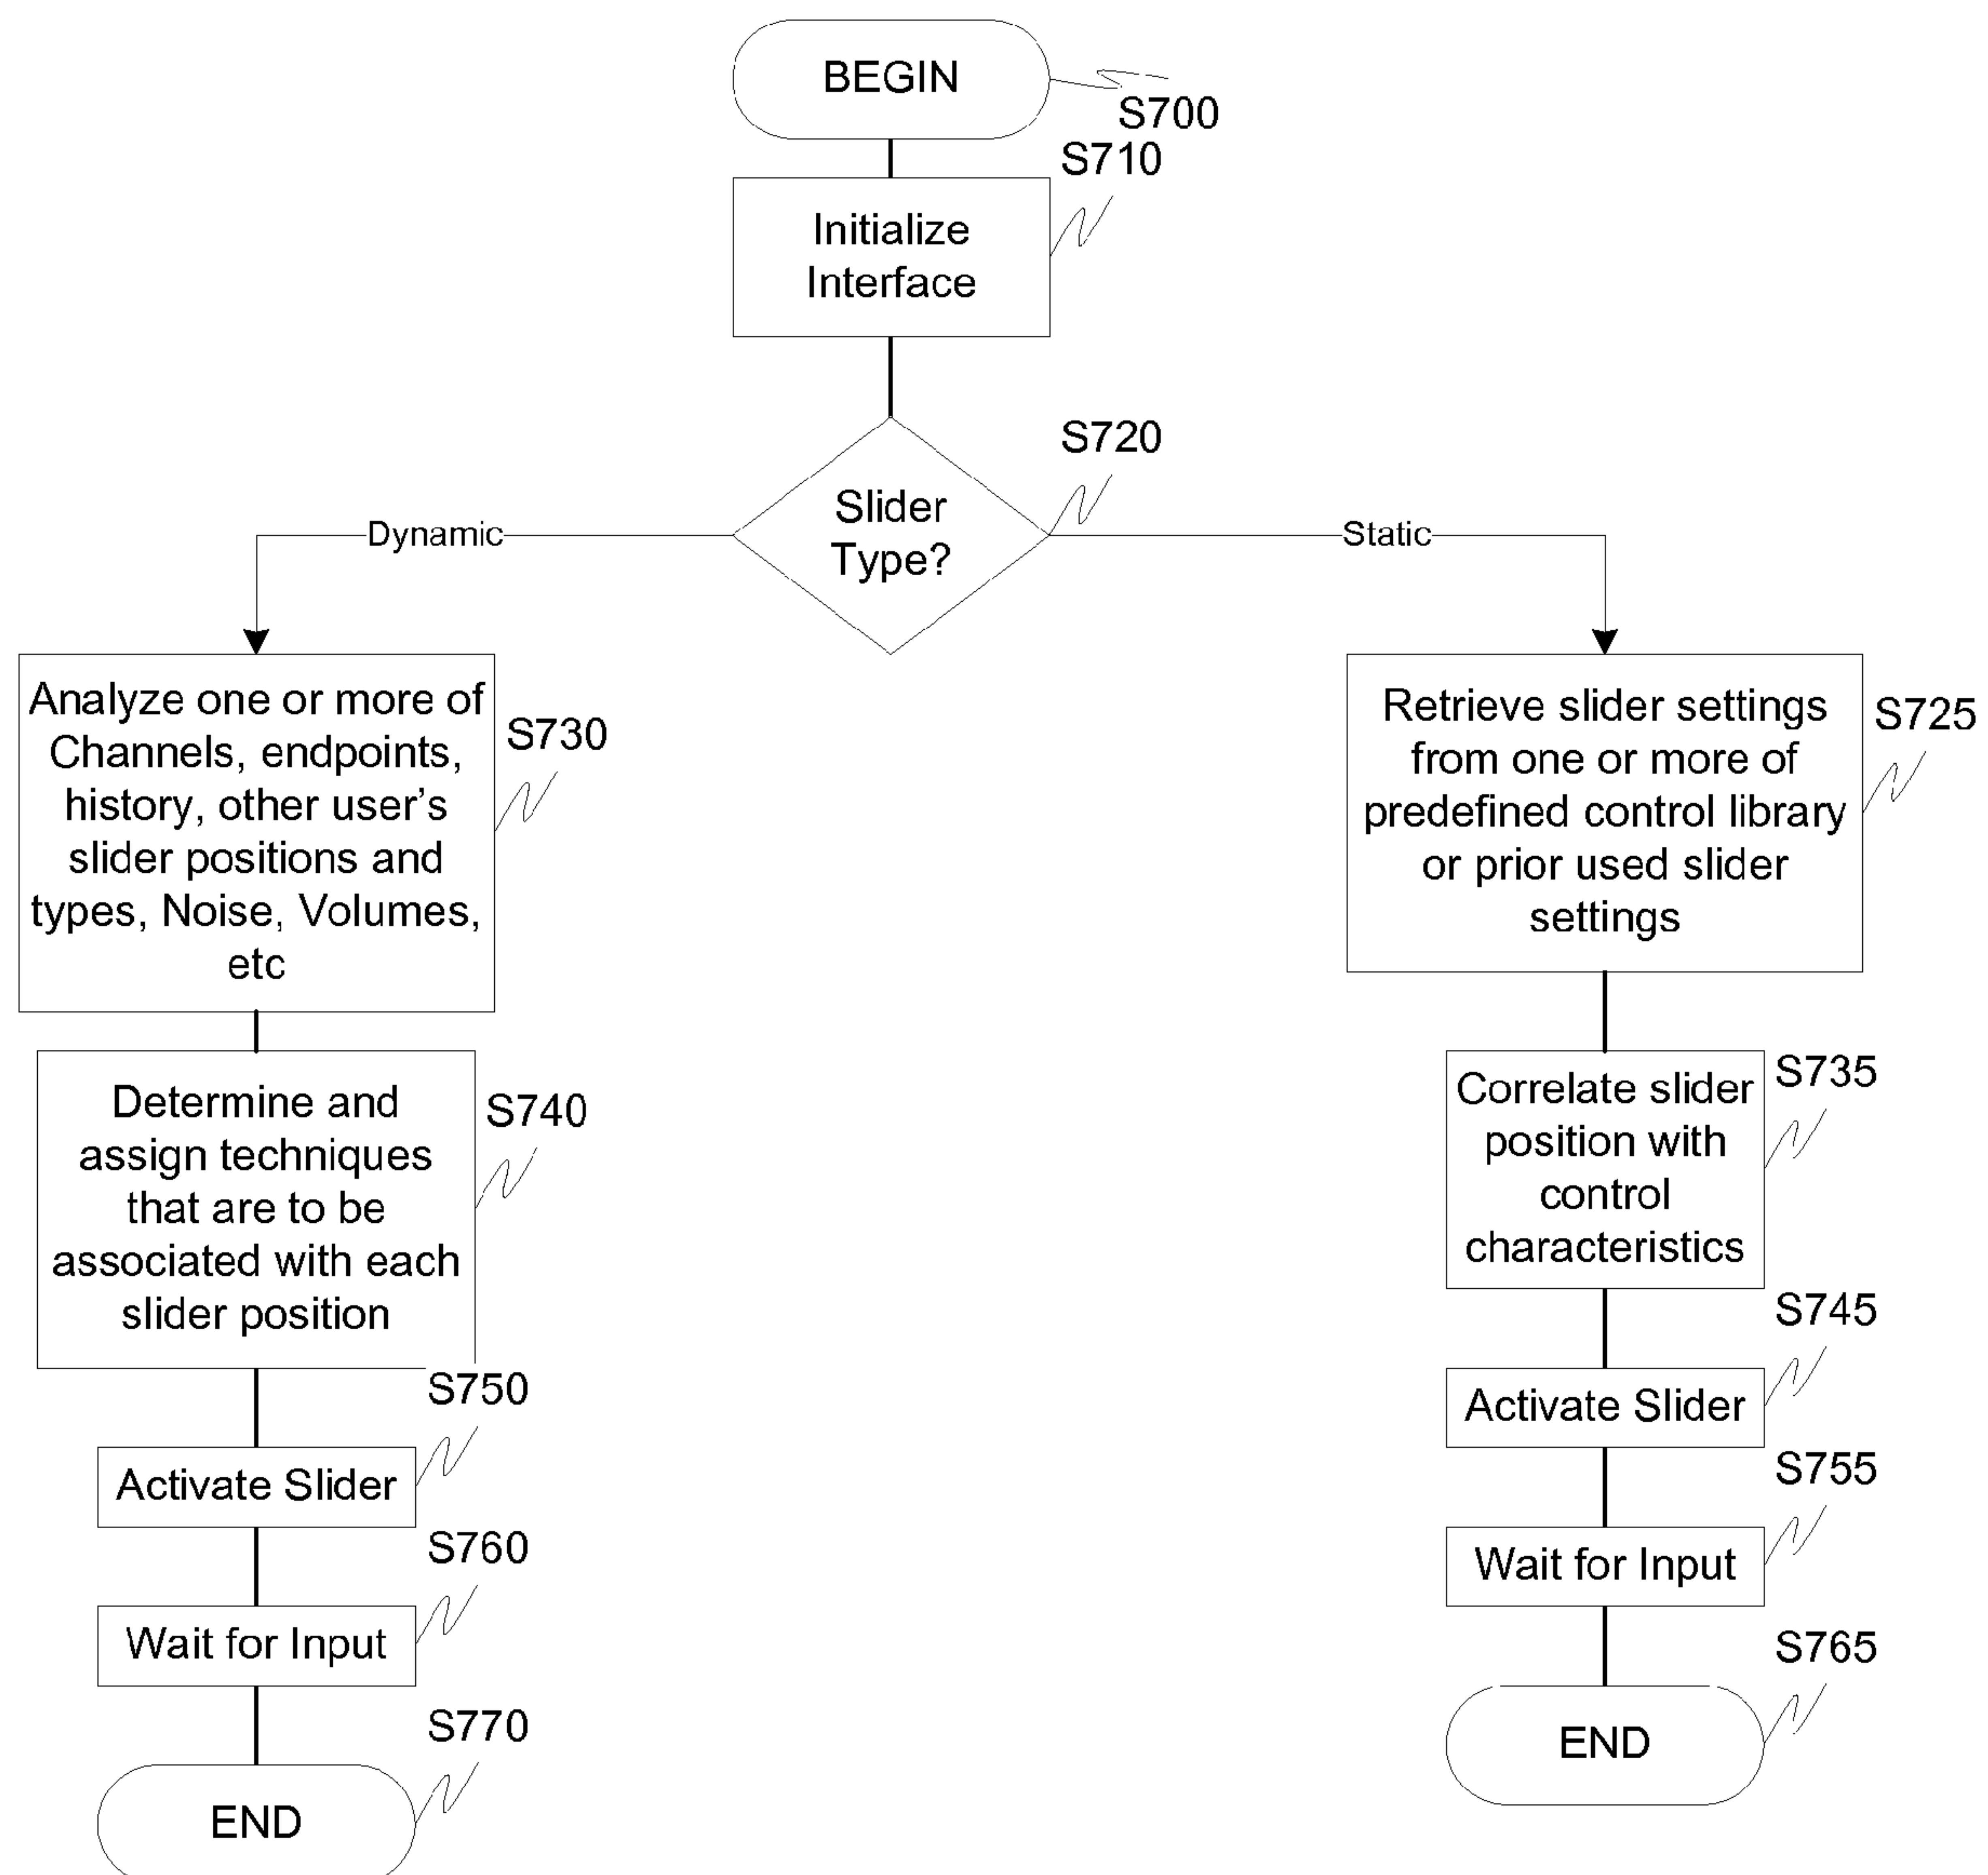 BEGIN
S700
S710
Initialize
Interface
S720
Slider
Type?
Dynamic
Static
Analyze one or more of
Channels, endpoints,
history, other user's
slider positions and
types, Noise, Volumes,
etc
S730
Determine and
assign techniques
that are to be
associated with each
slider position
S740
S750
Activate Slider
S760
Wait for Input
S770
END
Retrieve slider settings
from one or more of
predefined control library
or prior used slider
settings
S725
Correlate slider
position with
control
characteristics
S735
S745
Activate Slider
S755
Wait for Input
S765
END